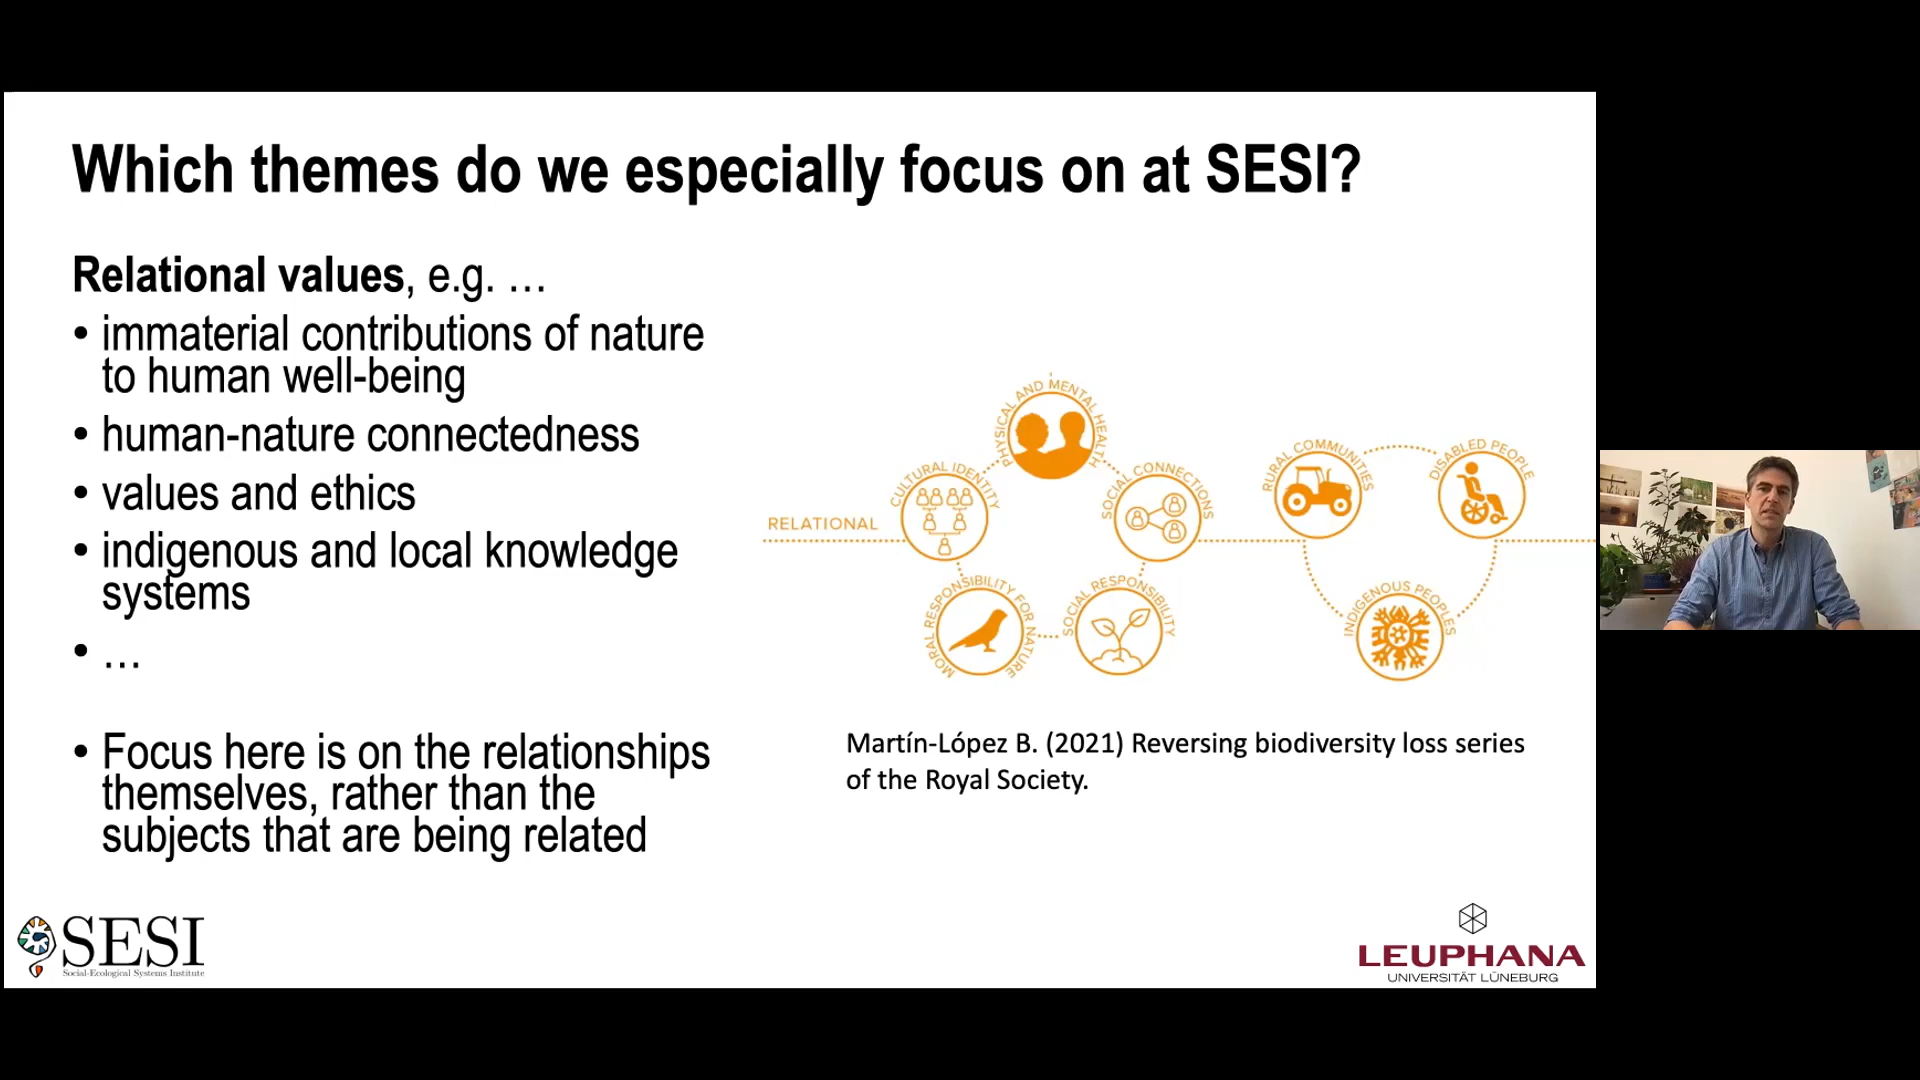 Which themes do we especially focus on at SESI?
Relational values, e.g. …
• immaterial contributions of nature
to human well-being
• human-nature connectedness
• values and ethics
• indigenous and local knowledge
systems
• …
• Focus here is on the relationships
themselves, rather than the
subjects that are being related
RELATIONAL
CULTURAL IDENTITY
PHYSICAL AND MENTAL HEALTH
SOCIAL CONNECTIONS
MORAL RESPONSIBILITY FOR NATURE
SOCIAL RESPONSIBILITY
RURAL COMMUNITIES
DISABLED PEOPLE
INDIGENOUS PEOPLES
Martín-López B. (2021) Reversing biodiversity loss series
of the Royal Society.
SESI
Social-Ecological Systems Institute
LEUPHANA
UNIVERSITÄT LÜNEBURG